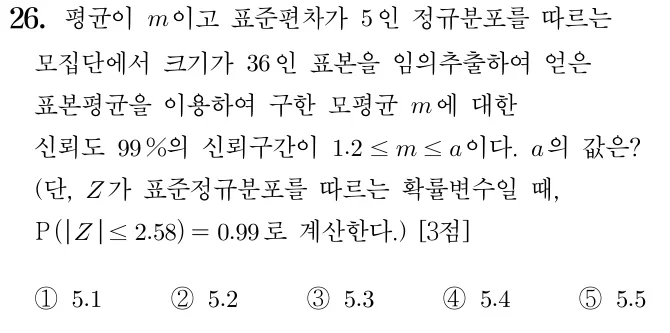 26. 평균이 m이고 표준편차가 5인 정규분포를 따르는
모집단에서 크기가 36인 표본을 임의추출하여 얻은
표본평균을 이용하여 구한 모평균 m에 대한
신뢰도 99%의 신뢰구간이 1.2 ≤ m ≤ a이다. a의 값은?
(단, Z가 표준정규분포를 따르는 확률변수일 때,
P(|Z| ≤ 2.58) = 0.99로 계산한다.) [3점]
① 5.1 ② 5.2 ③ 5.3 ④ 5.4 ⑤ 5.5